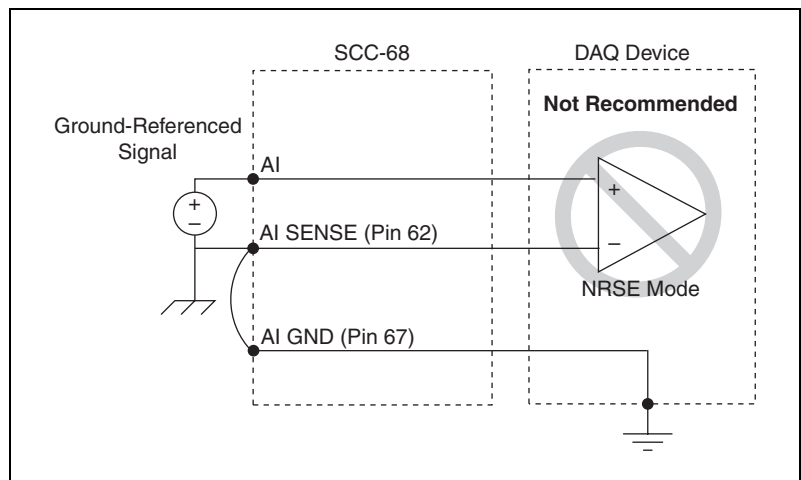 SCC-68
DAQ Device
Not Recommended
Ground-Referenced
Signal
AI
+
–
+
AI SENSE (Pin 62)
–
NRSE Mode
AI GND (Pin 67)